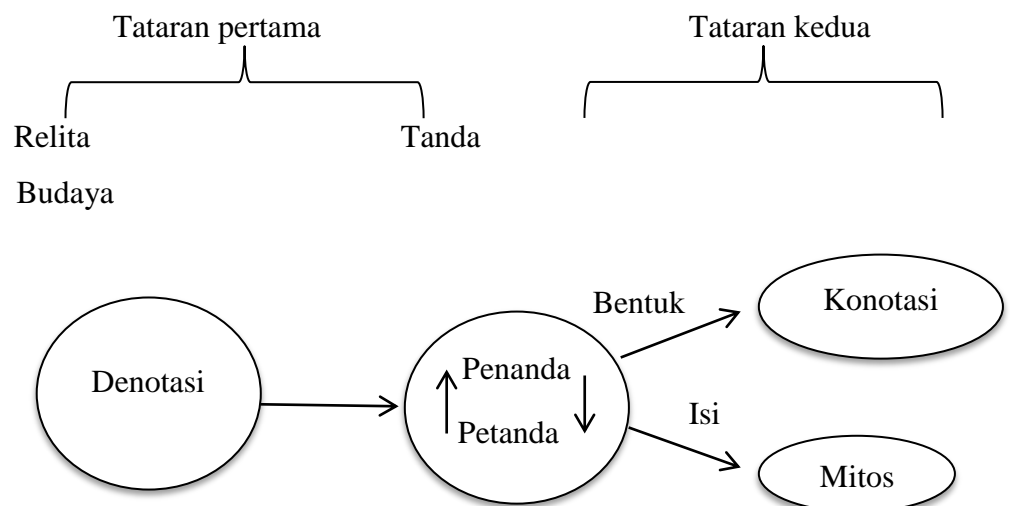 Tataran pertama Tataran kedua
Relita Tanda
Budaya
Bentuk Konotasi
Denotasi Penanda
Petanda Isi
Mitos